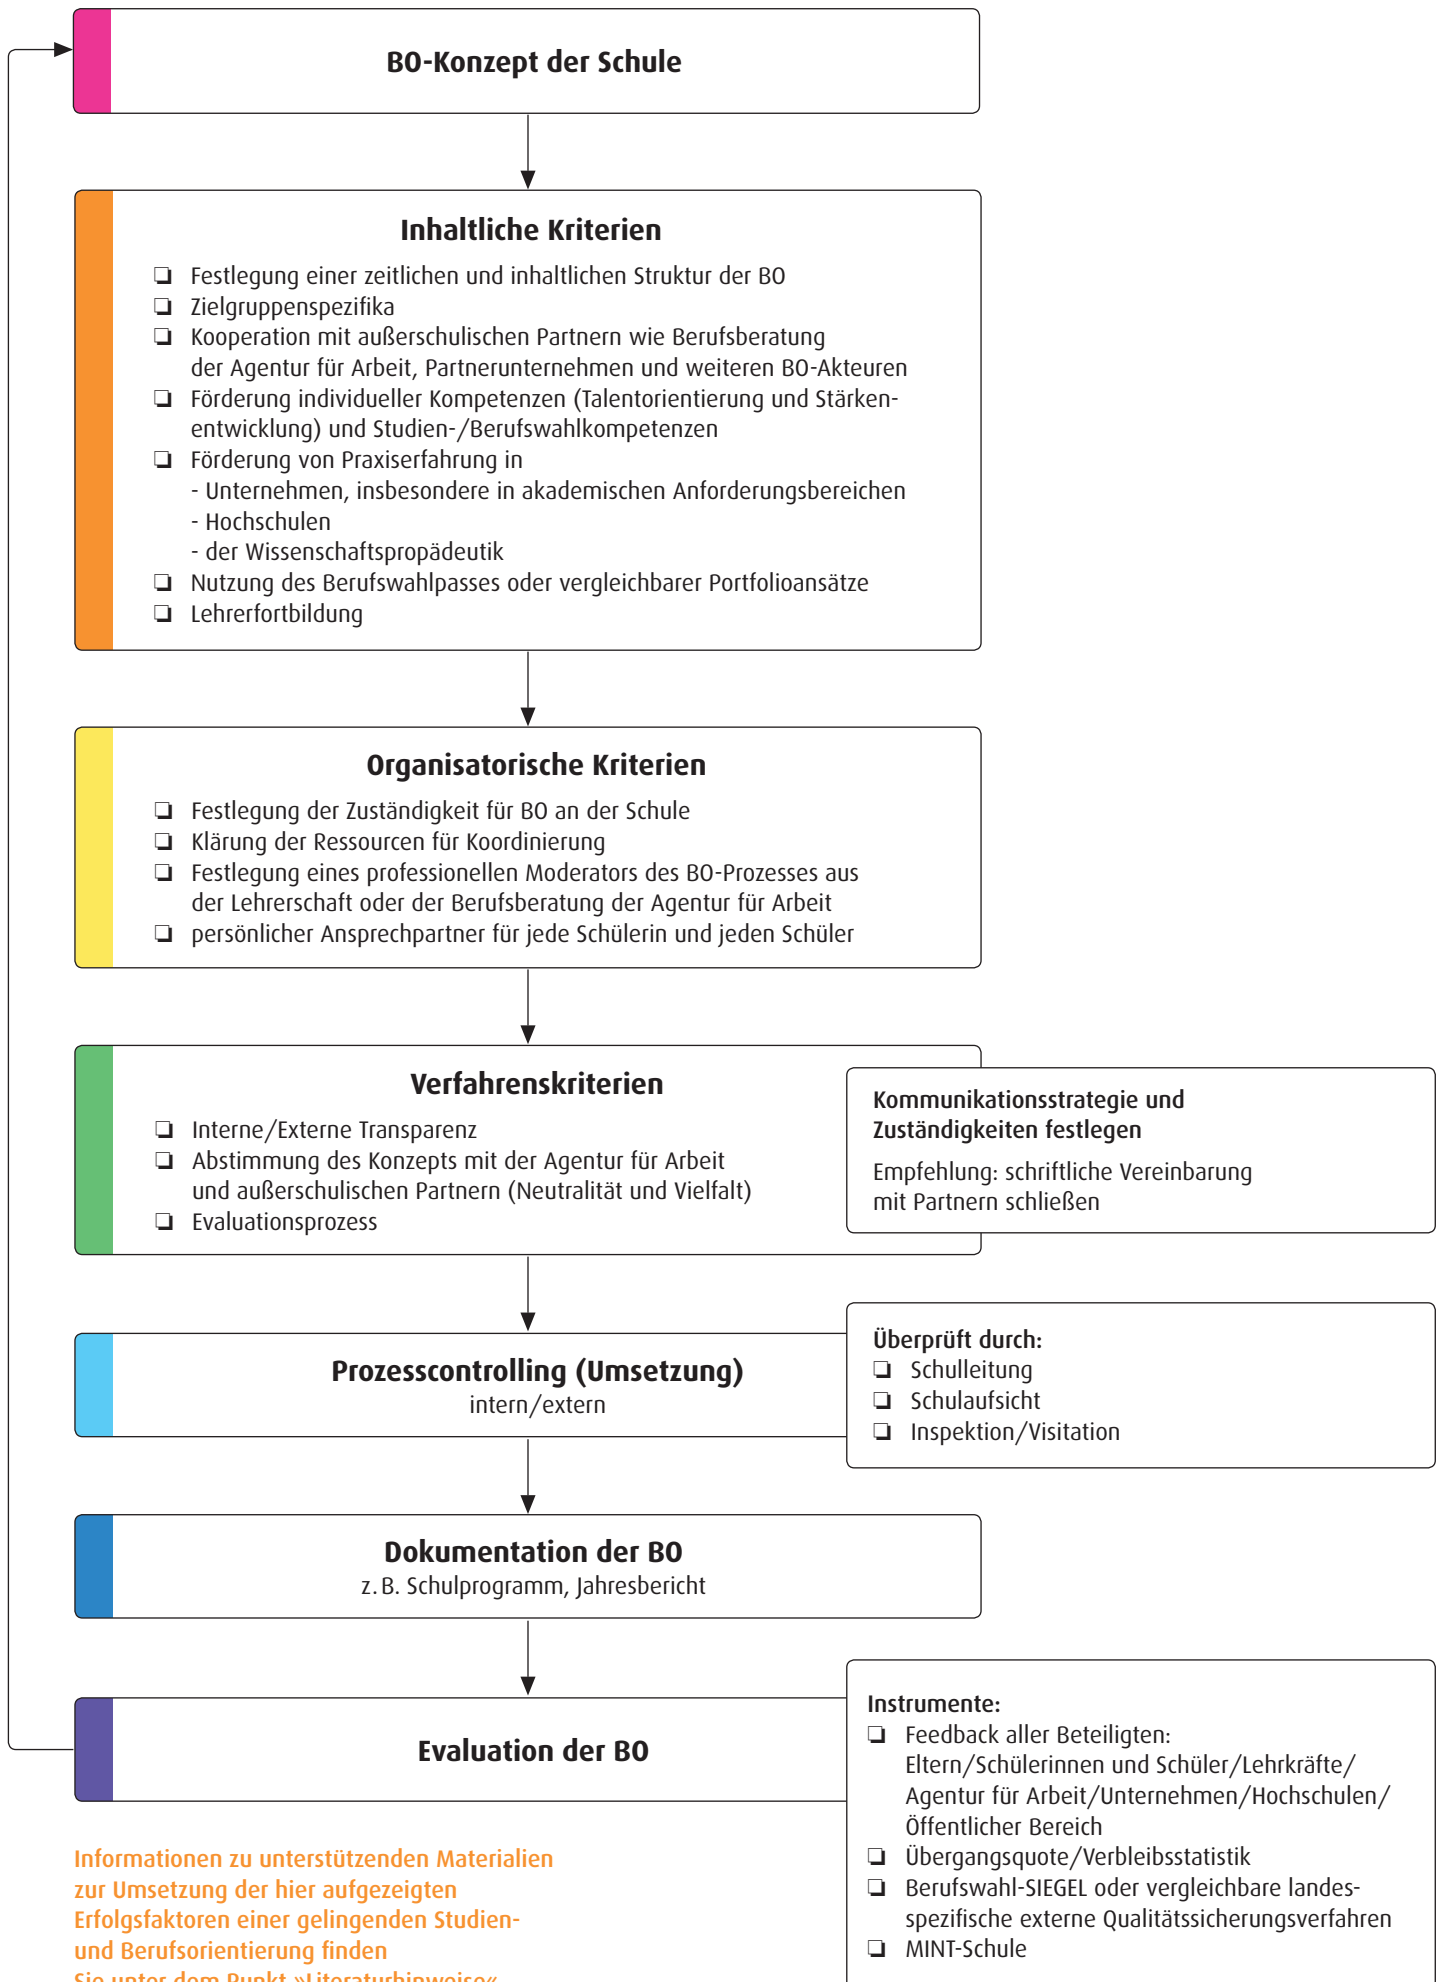 BO-Konzept der Schule
Inhaltliche Kriterien
❏ Festlegung einer zeitlichen und inhaltlichen Struktur der BO
❏ Zielgruppenspezifika
❏ Kooperation mit außerschulischen Partnern wie Berufsberatung
der Agentur für Arbeit, Partnerunternehmen und weiteren BO-Akteuren
❏ Förderung individueller Kompetenzen (Talentorientierung und Stärken-
entwicklung) und Studien-/Berufswahlkompetenzen
❏ Förderung von Praxiserfahrung in
- Unternehmen, insbesondere in akademischen Anforderungsbereichen
- Hochschulen
- der Wissenschaftspropädeutik
❏ Nutzung des Berufswahlpasses oder vergleichbarer Portfolioansätze
❏ Lehrerfortbildung
Organisatorische Kriterien
❏ Festlegung der Zuständigkeit für BO an der Schule
❏ Klärung der Ressourcen für Koordinierung
❏ Festlegung eines professionellen Moderators des BO-Prozesses aus
der Lehrerschaft oder der Berufsberatung der Agentur für Arbeit
❏ persönlicher Ansprechpartner für jede Schülerin und jeden Schüler
Verfahrenskriterien
❏ Interne/Externe Transparenz
❏ Abstimmung des Konzepts mit der Agentur für Arbeit
und außerschulischen Partnern (Neutralität und Vielfalt)
❏ Evaluationsprozess
Kommunikationsstrategie und
Zuständigkeiten festlegen
Empfehlung: schriftliche Vereinbarung
mit Partnern schließen
Prozesscontrolling (Umsetzung)
intern/extern
Überprüft durch:
❏ Schulleitung
❏ Schulaufsicht
❏ Inspektion/Visitation
Dokumentation der BO
z. B. Schulprogramm, Jahresbericht
Evaluation der BO
Instrumente:
❏ Feedback aller Beteiligten:
Eltern/Schülerinnen und Schüler/Lehrkräfte/
Agentur für Arbeit/Unternehmen/Hochschulen/
Öffentlicher Bereich
❏ Übergangsquote/Verbleibsstatistik
❏ Berufswahl-SIEGEL oder vergleichbare landes-
spezifische externe Qualitätssicherungsverfahren
❏ MINT-Schule
Informationen zu unterstützenden Materialien
zur Umsetzung der hier aufgezeigten
Erfolgsfaktoren einer gelingenden Studien-
und Berufsorientierung finden
Sie unter dem Punkt »Literaturhinweise«